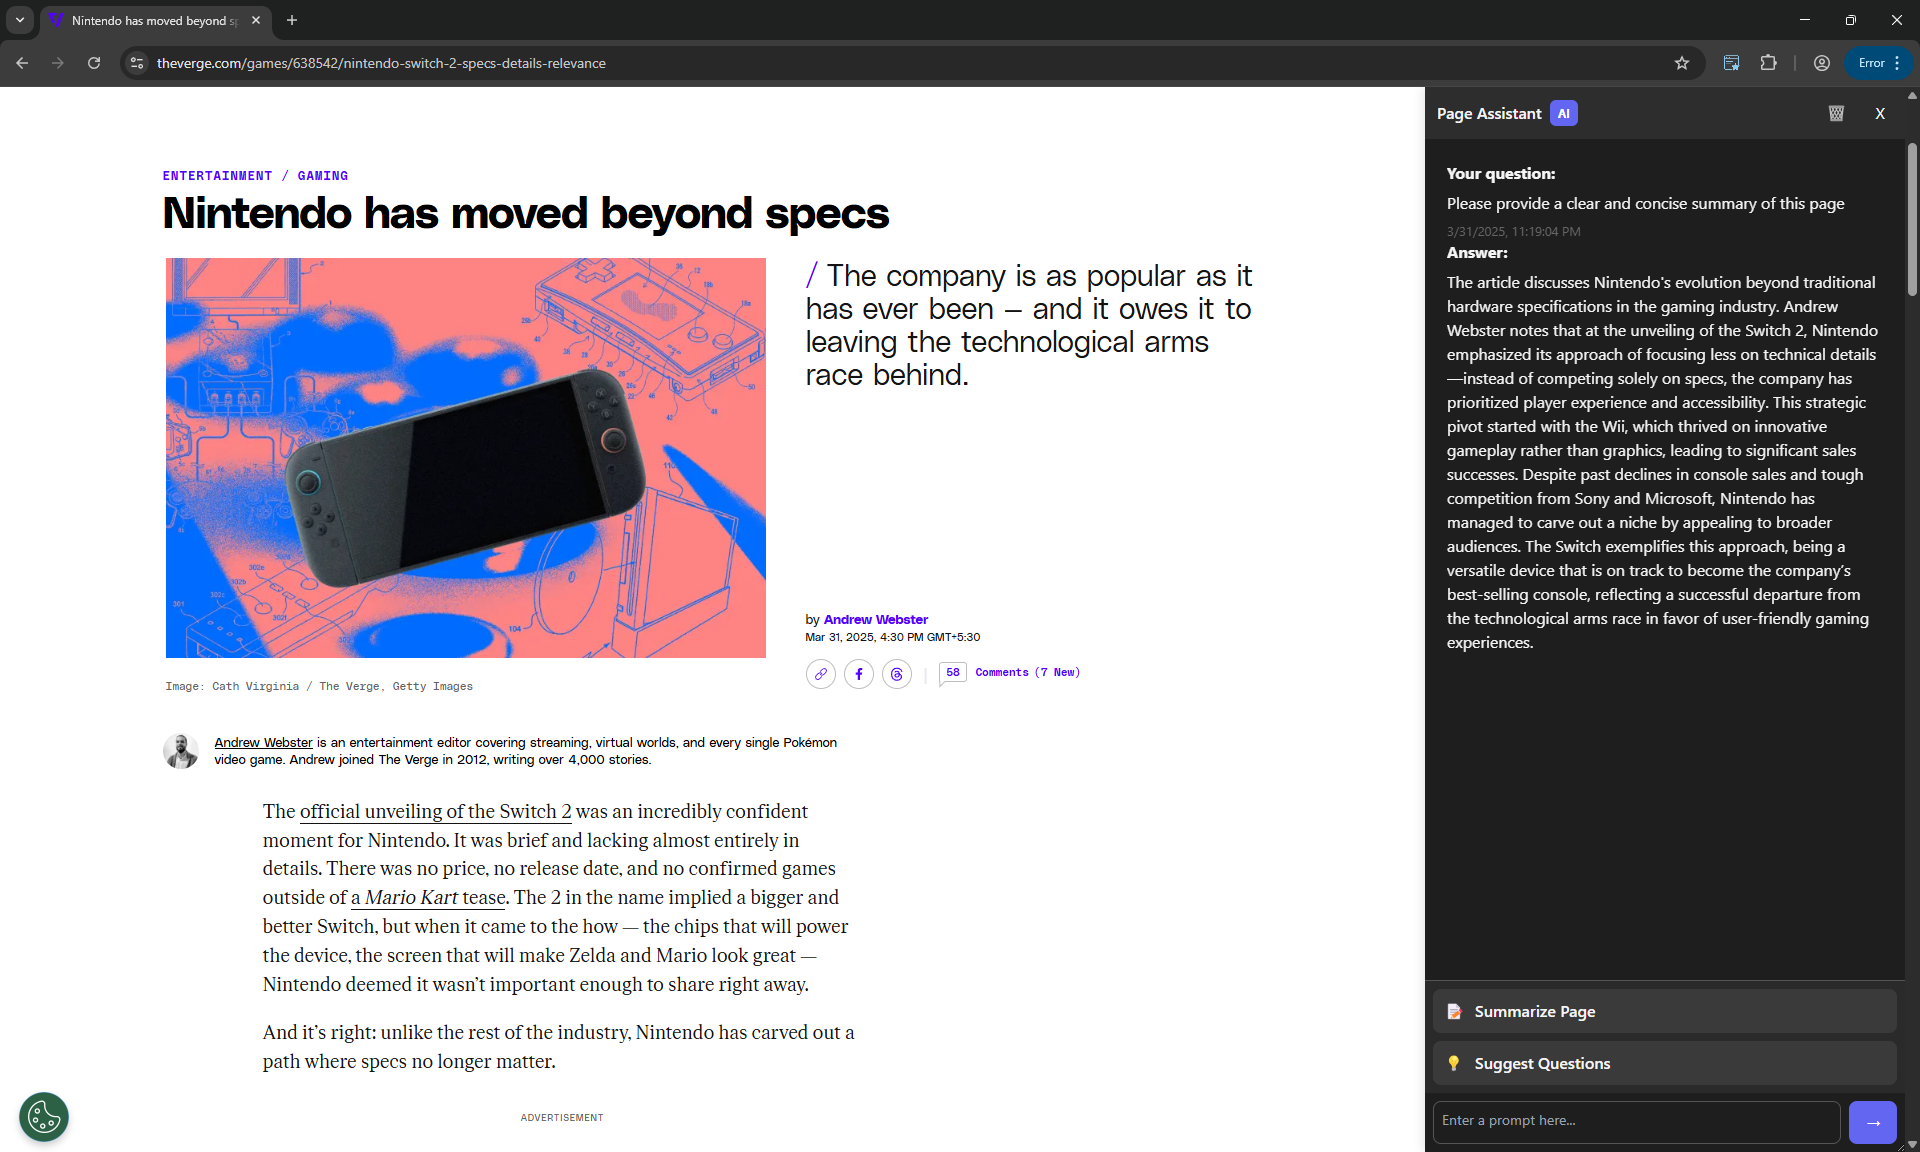 Nintendo has moved beyond sp
theverge.com/games/638542/nintendo-switch-2-specs-details-relevance
Error
ENTERTAINMENT / GAMING
Nintendo has moved beyond specs
/ The company is as popular as it
has ever been — and it owes it to
leaving the technological arms
race behind.
by Andrew Webster
Mar 31, 2025, 4:30 PM GMT+5:30
58
Comments (7 New)
Image: Cath Virginia / The Verge, Getty Images
Andrew Webster is an entertainment editor covering streaming, virtual worlds, and every single Pokémon
video game. Andrew joined The Verge in 2012, writing over 4,000 stories.
The official unveiling of the Switch 2 was an incredibly confident
moment for Nintendo. It was brief and lacking almost entirely in
details. There was no price, no release date, and no confirmed games
outside of a Mario Kart tease. The 2 in the name implied a bigger and
better Switch, but when it came to the how — the chips that will power
the device, the screen that will make Zelda and Mario look great —
Nintendo deemed it wasn't important enough to share right away.
And it's right: unlike the rest of the industry, Nintendo has carved out a
path where specs no longer matter.
ADVERTISEMENT
Page Assistant AI
X
Your question:
Please provide a clear and concise summary of this page
3/31/2025, 11:19:04 PM
Answer:
The article discusses Nintendo's evolution beyond traditional
hardware specifications in the gaming industry. Andrew
Webster notes that at the unveiling of the Switch 2, Nintendo
emphasized its approach of focusing less on technical details
—instead of competing solely on specs, the company has
prioritized player experience and accessibility. This strategic
pivot started with the Wii, which thrived on innovative
gameplay rather than graphics, leading to significant sales
successes. Despite past declines in console sales and tough
competition from Sony and Microsoft, Nintendo has
managed to carve out a niche by appealing to broader
audiences. The Switch exemplifies this approach, being a
versatile device that is on track to become the company's
best-selling console, reflecting a successful departure from
the technological arms race in favor of user-friendly gaming
experiences.
Summarize Page
Suggest Questions
Enter a prompt here...